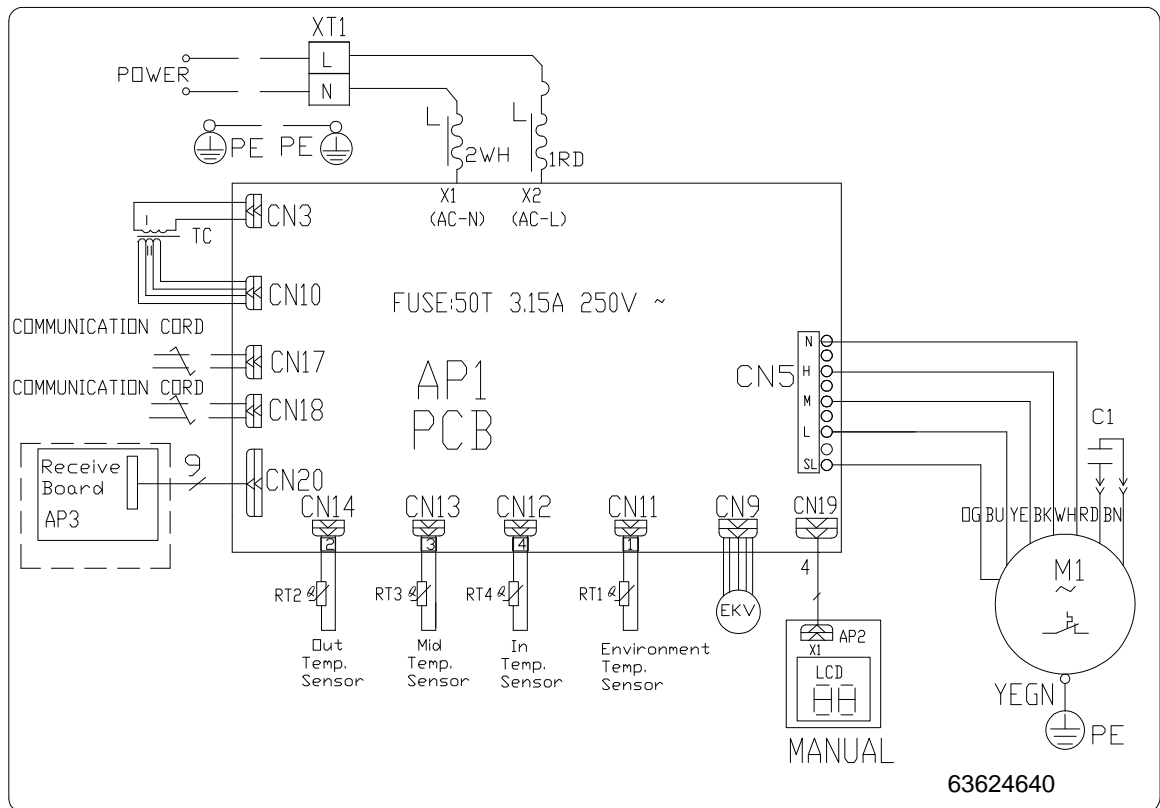 XT1
L
N
POWER
PE PE
L
2WH
L
1RD
X1
(AC-N)
X2
(AC-L)
CN3
I
TC
II
CN10
FUSE:50T 3.15A 250V ~
COMMUNICATION CORD
CN17
COMMUNICATION CORD
CN18
AP1
PCB
CN5
N
H
M
L
SL
C1
Receive
Board
AP3
9
CN20
CN14
CN13
CN12
CN11
CN9
CN19
2
3
4
1
4
OG BU YE BK WH RD BN
RT2
RT3
RT4
RT1
EKV
M1
~
Out
Temp.
Sensor
Mid
Temp.
Sensor
In
Temp.
Sensor
Environment
Temp.
Sensor
AP2
X1
LCD
88
MANUAL
YEGN
PE
63624640